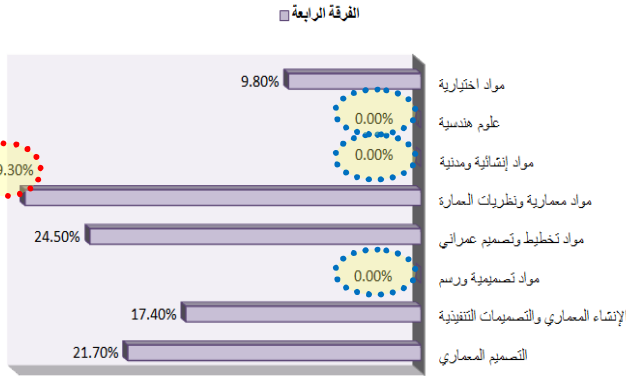 الفرقة الرابعة
مواد اختيارية 9.80%
علوم هندسية 0.00%
مواد إنشائية ومدنية 0.00%
مواد معمارية ونظريات العمارة 9.30%
مواد تخطيط وتصميم عمراني 24.50%
مواد تصميمية ورسم 0.00%
الإنشاء المعماري والتصميمات التنفيذية 17.40%
التصميم المعماري 21.70%